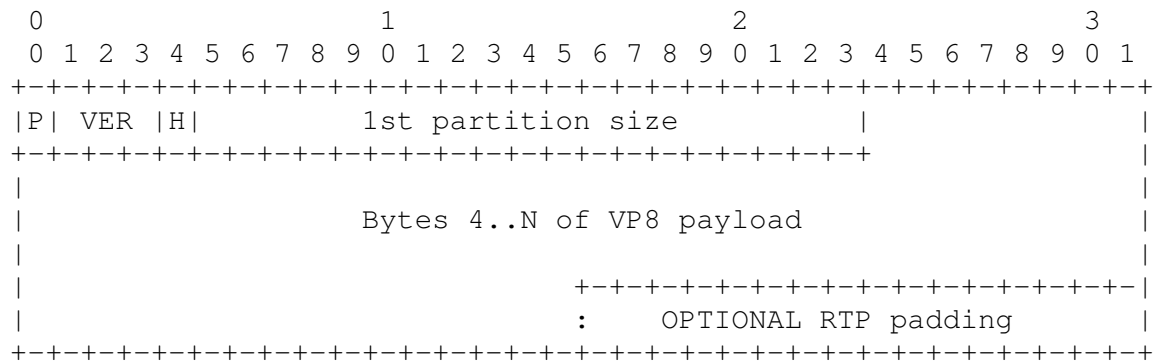 0                   1                   2                   3
0 1 2 3 4 5 6 7 8 9 0 1 2 3 4 5 6 7 8 9 0 1 2 3 4 5 6 7 8 9 0 1
+-+-+-+-+-+-+-+-+-+-+-+-+-+-+-+-+-+-+-+-+-+-+-+-+-+-+-+-+-+-+-+-+
|P| VER |H|         1st partition size          |               |
+-+-+-+-+-+-+-+-+-+-+-+-+-+-+-+-+-+-+-+-+-+-+-+-+               |
|                                                               |
|                   Bytes 4..N of VP8 payload                   |
|                                                               |
|                               +-+-+-+-+-+-+-+-+-+-+-+-+-+-+-+-|
|                               :    OPTIONAL RTP padding       |
+-+-+-+-+-+-+-+-+-+-+-+-+-+-+-+-+-+-+-+-+-+-+-+-+-+-+-+-+-+-+-+-+